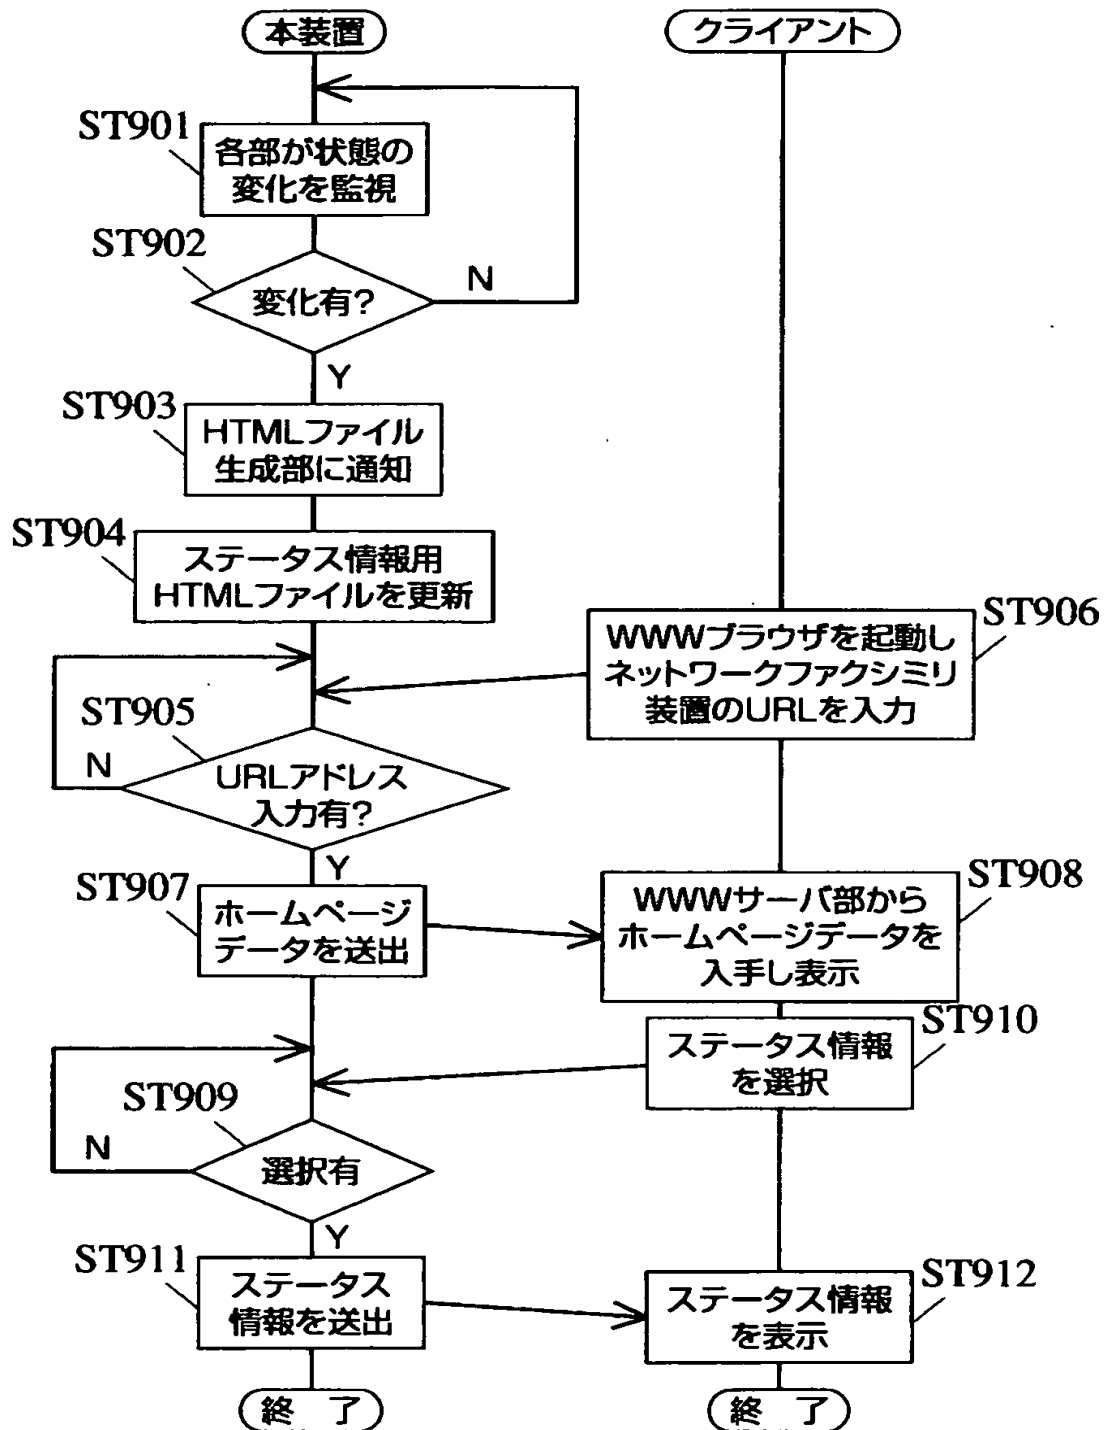 本装置
クライアント
ST901
各部が状態の
変化を監視
ST902
変化有?
N
Y
ST903
HTMLファイル
生成部に通知
ST904
ステータス情報用
HTMLファイルを更新
ST906
WWWブラウザを起動し
ネットワークファクシミリ
装置のURLを入力
ST905
N
URLアドレス
入力有?
Y
ST907
ホームページ
データを送出
ST908
WWWサーバ部から
ホームページデータを
入手し表示
ST910
ステータス情報
を選択
ST909
N
選択有
Y
ST911
ステータス
情報を送出
ST912
ステータス情報
を表示
終 了
終 了